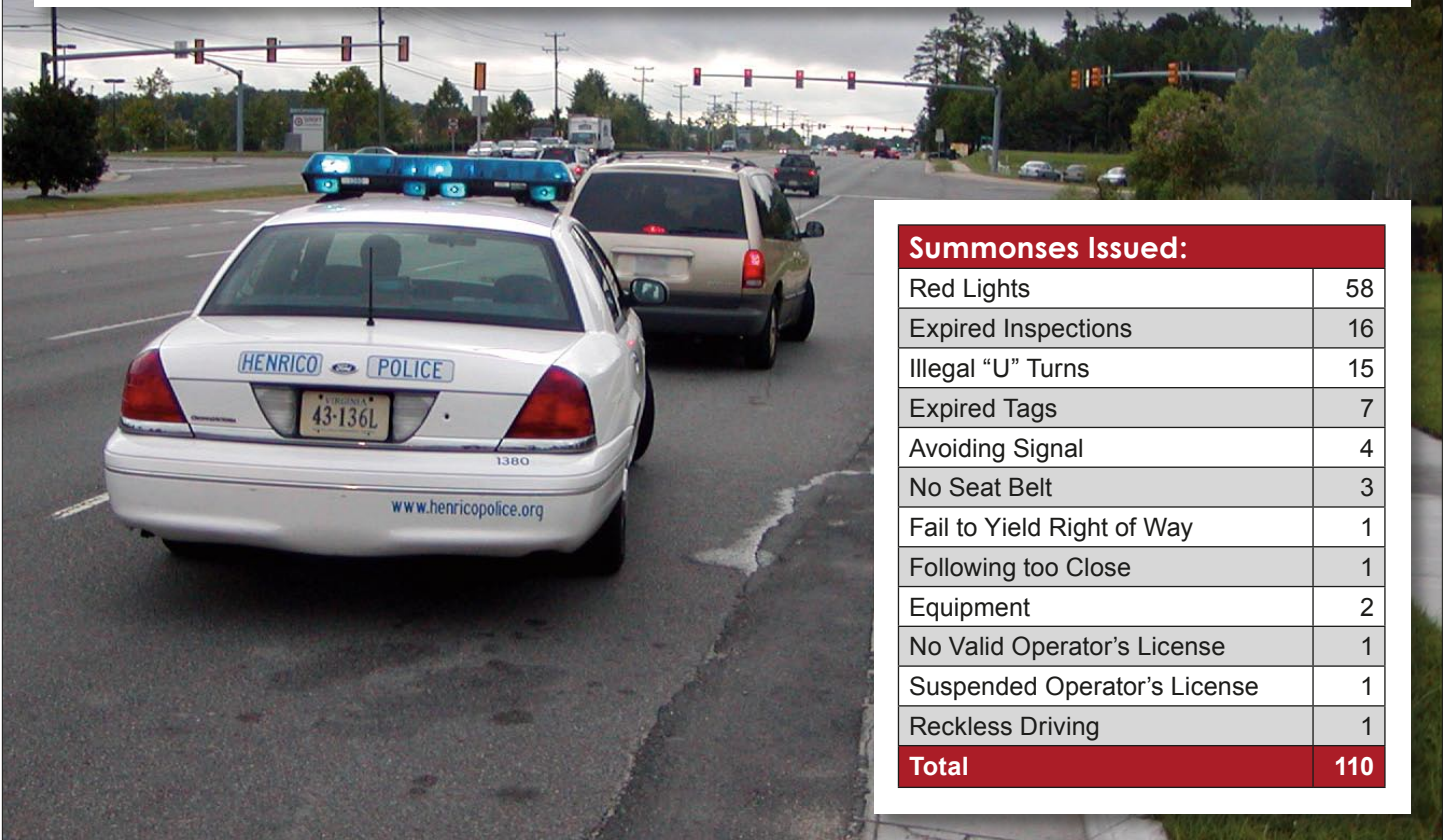 HENRICO POLICE
VIRGINIA
43·136L
1380
www.henricopolice.org
Summonses Issued:
Red Lights 58
Expired Inspections 16
Illegal “U” Turns 15
Expired Tags 7
Avoiding Signal 4
No Seat Belt 3
Fail to Yield Right of Way 1
Following too Close 1
Equipment 2
No Valid Operator’s License 1
Suspended Operator’s License 1
Reckless Driving 1
Total 110